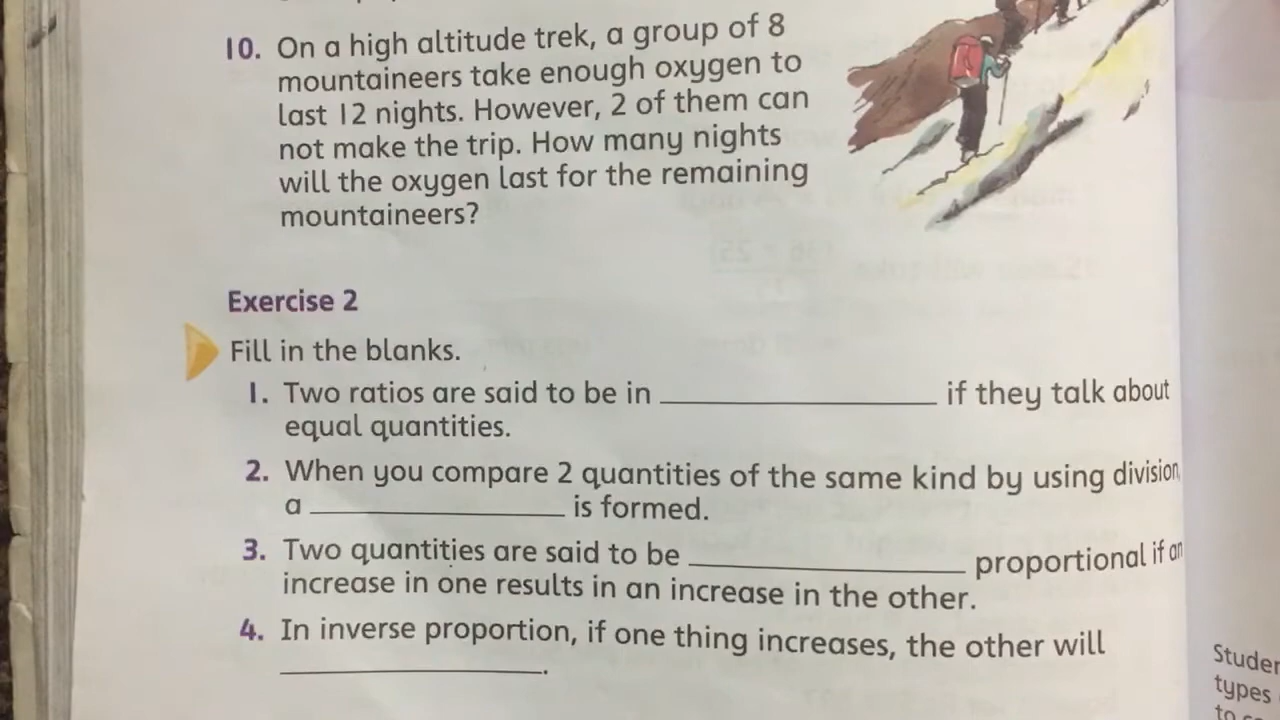 10. On a high altitude trek, a group of 8
mountaineers take enough oxygen to
last 12 nights. However, 2 of them can
not make the trip. How many nights
will the oxygen last for the remaining
mountaineers?
Exercise 2
Fill in the blanks.
1. Two ratios are said to be in ____________ if they talk about
equal quantities.
2. When you compare 2 quantities of the same kind by using division,
a ____________ is formed.
3. Two quantities are said to be ____________ proportional if an
increase in one results in an increase in the other.
4. In inverse proportion, if one thing increases, the other will
____________.
types
to